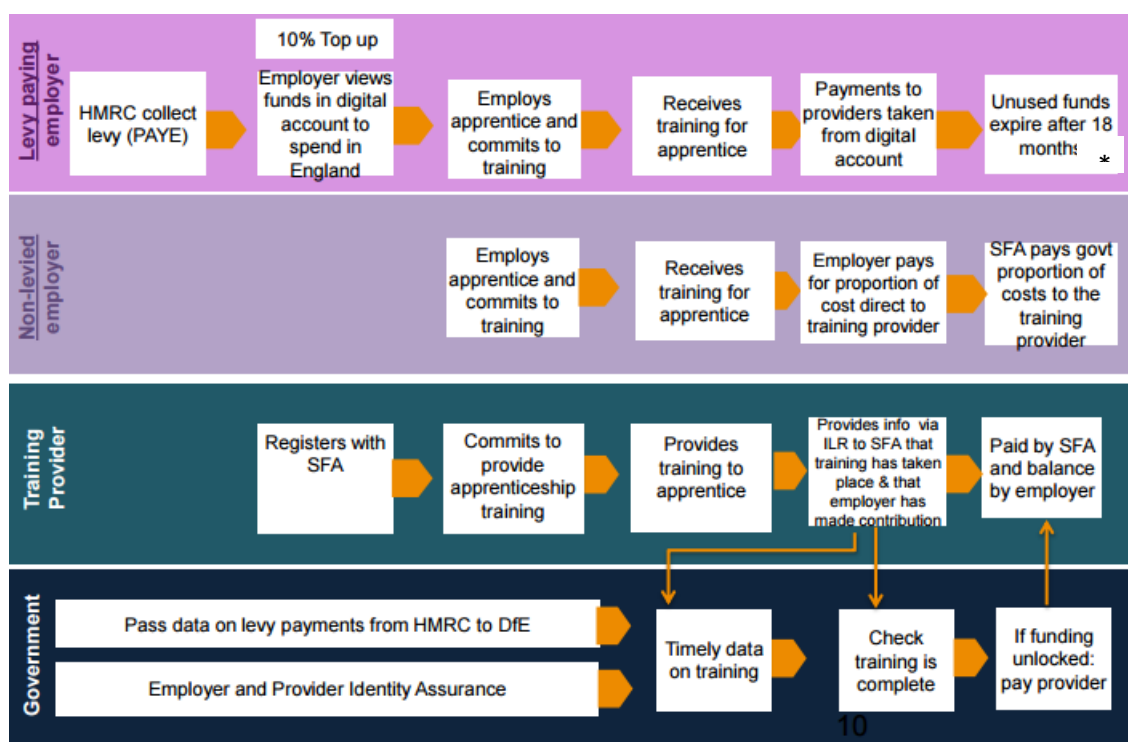 Levy paying
employer
10% Top up
HMRC collect
levy (PAYE)
Employer views
funds in digital
account to
spend in
England
Employs
apprentice and
commits to
training
Receives
training for
apprentice
Payments to
providers taken
from digital
account
Unused funds
expire after 18
months
*
Non-levied
employer
Employs
apprentice and
commits to
training
Receives
training for
apprentice
Employer pays
for proportion of
cost direct to
training provider
SFA pays govt
proportion of
costs to the
training
provider
Training
Provider
Registers with
SFA
Commits to
provide
apprenticeship
training
Provides
training to
apprentice
Provides info via
ILR to SFA that
training has taken
place & that
employer has
made contribution
Paid by SFA
and balance
by employer
Government
Pass data on levy payments from HMRC to DfE
Employer and Provider Identity Assurance
Timely data
on training
Check
training is
complete
If funding
unlocked:
pay provider
10